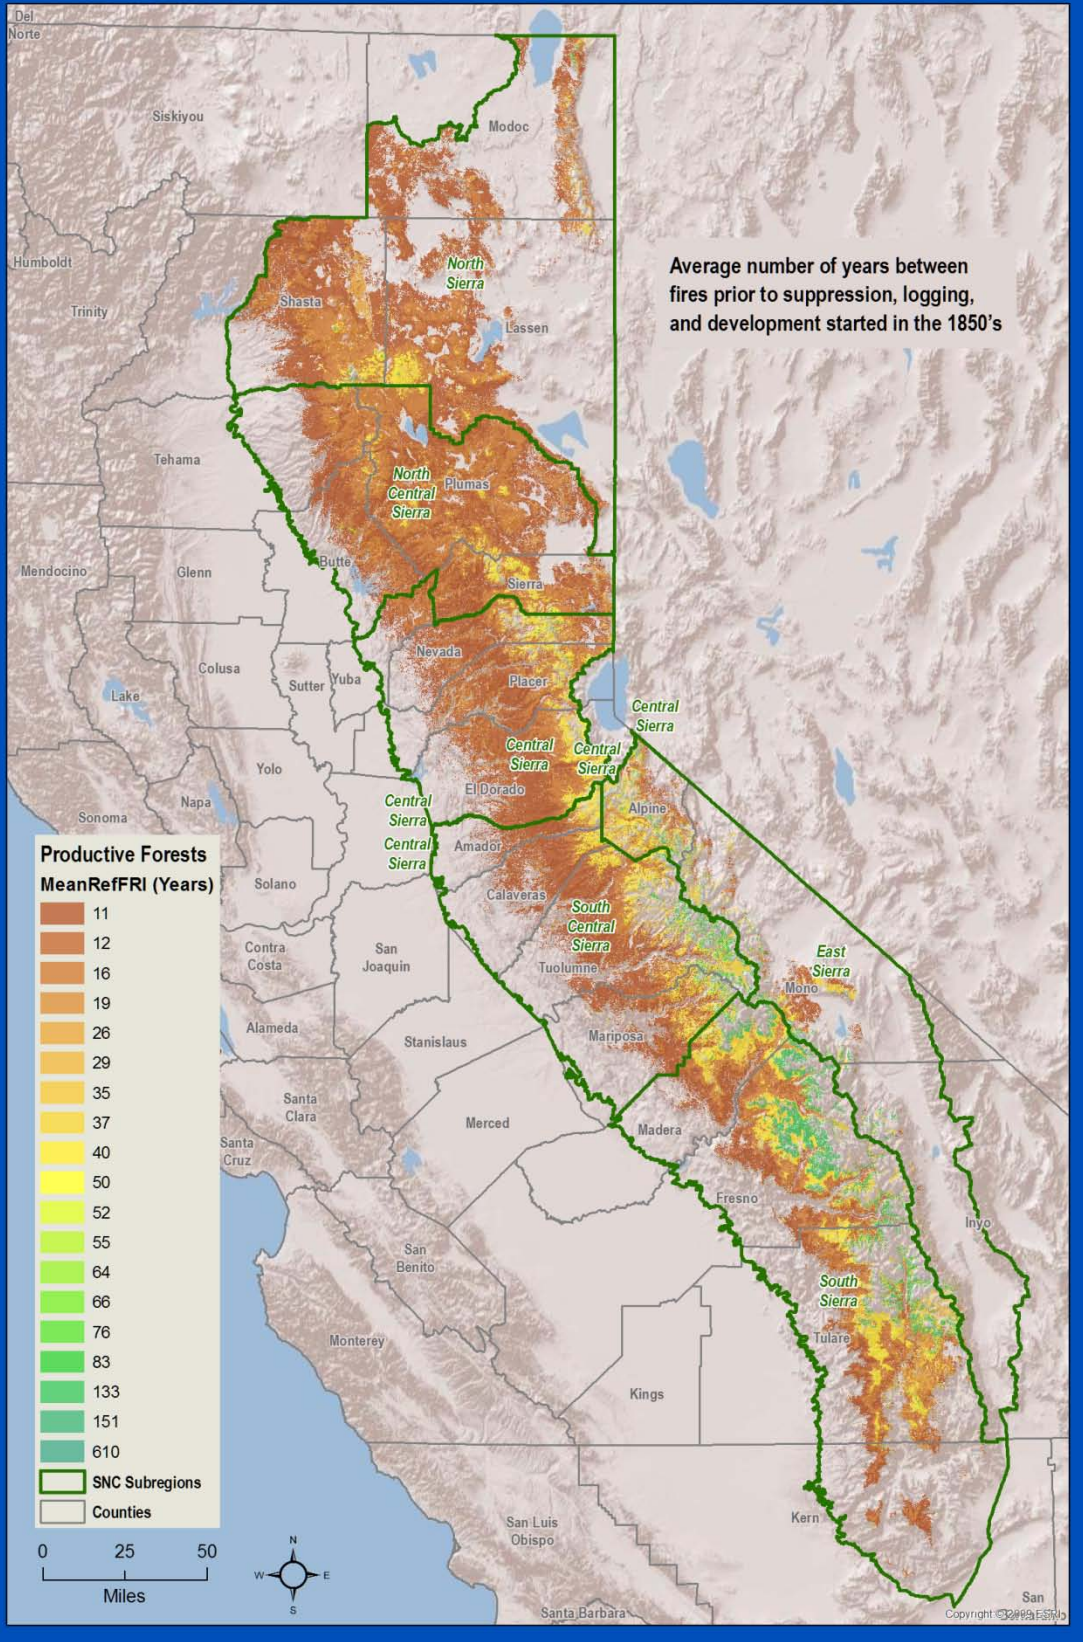 Del
Norte
Siskiyou
Modoc
Humboldt
Trinity
Shasta
North
Sierra
Lassen
Average number of years between
fires prior to suppression, logging,
and development started in the 1850's
Tehama
North
Central
Sierra
Plumas
Mendocino
Glenn
Butte
Sierra
Colusa
Sutter
Yuba
Nevada
Placer
Lake
Central
Sierra
Central
Sierra
Central
Sierra
Yolo
El Dorado
Napa
Sonoma
Central
Sierra
Alpine
Central
Sierra
Amador
Solano
Calaveras
South
Central
Sierra
Contra
Costa
San
Joaquin
Tuolumne
East
Sierra
Mono
Alameda
Stanislaus
Mariposa
Santa
Clara
Merced
Madera
Santa
Cruz
Fresno
Inyo
San
Benito
South
Sierra
Monterey
Tulare
Kings
Kern
San Luis
Obispo
Santa Barbara
San
Productive Forests
MeanRefFRI (Years)
11
12
16
19
26
29
35
37
40
50
52
55
64
66
76
83
133
151
610
SNC Subregions
Counties
0 25 50
Miles
N
W E
S
Copyright:© 2009 ESRI